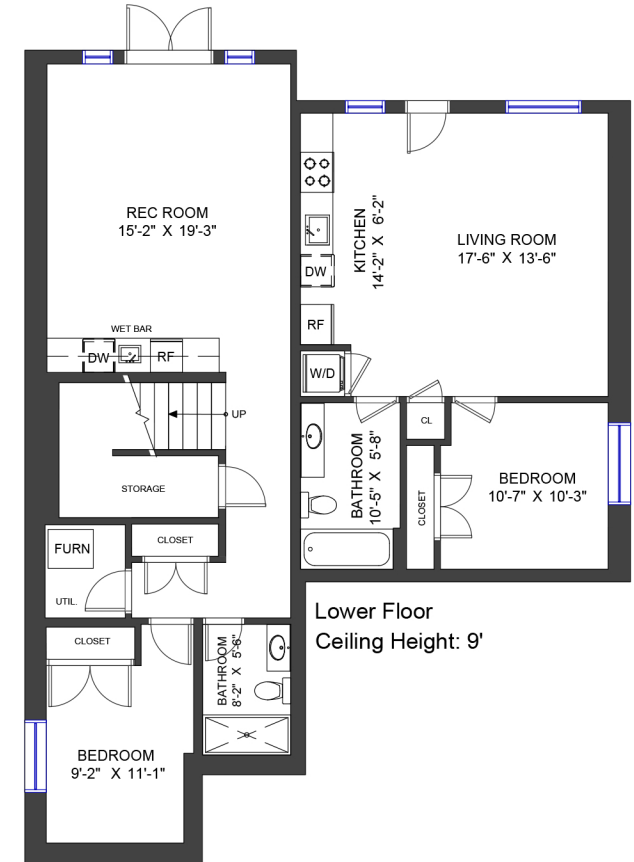 REC ROOM
15'-2" X 19'-3"
WET BAR
DW
RF
UP
STORAGE
CLOSET
FURN
UTIL.
CLOSET
BATHROOM
8'-2" X 5'-6"
BEDROOM
9'-2" X 11'-1"
KITCHEN
14'-2" X 6'-2"
LIVING ROOM
17'-6" X 13'-6"
DW
RF
W/D
CL
BATHROOM
10'-5" X 5'-8"
CLOSET
BEDROOM
10'-7" X 10'-3"
Lower Floor
Ceiling Height: 9'